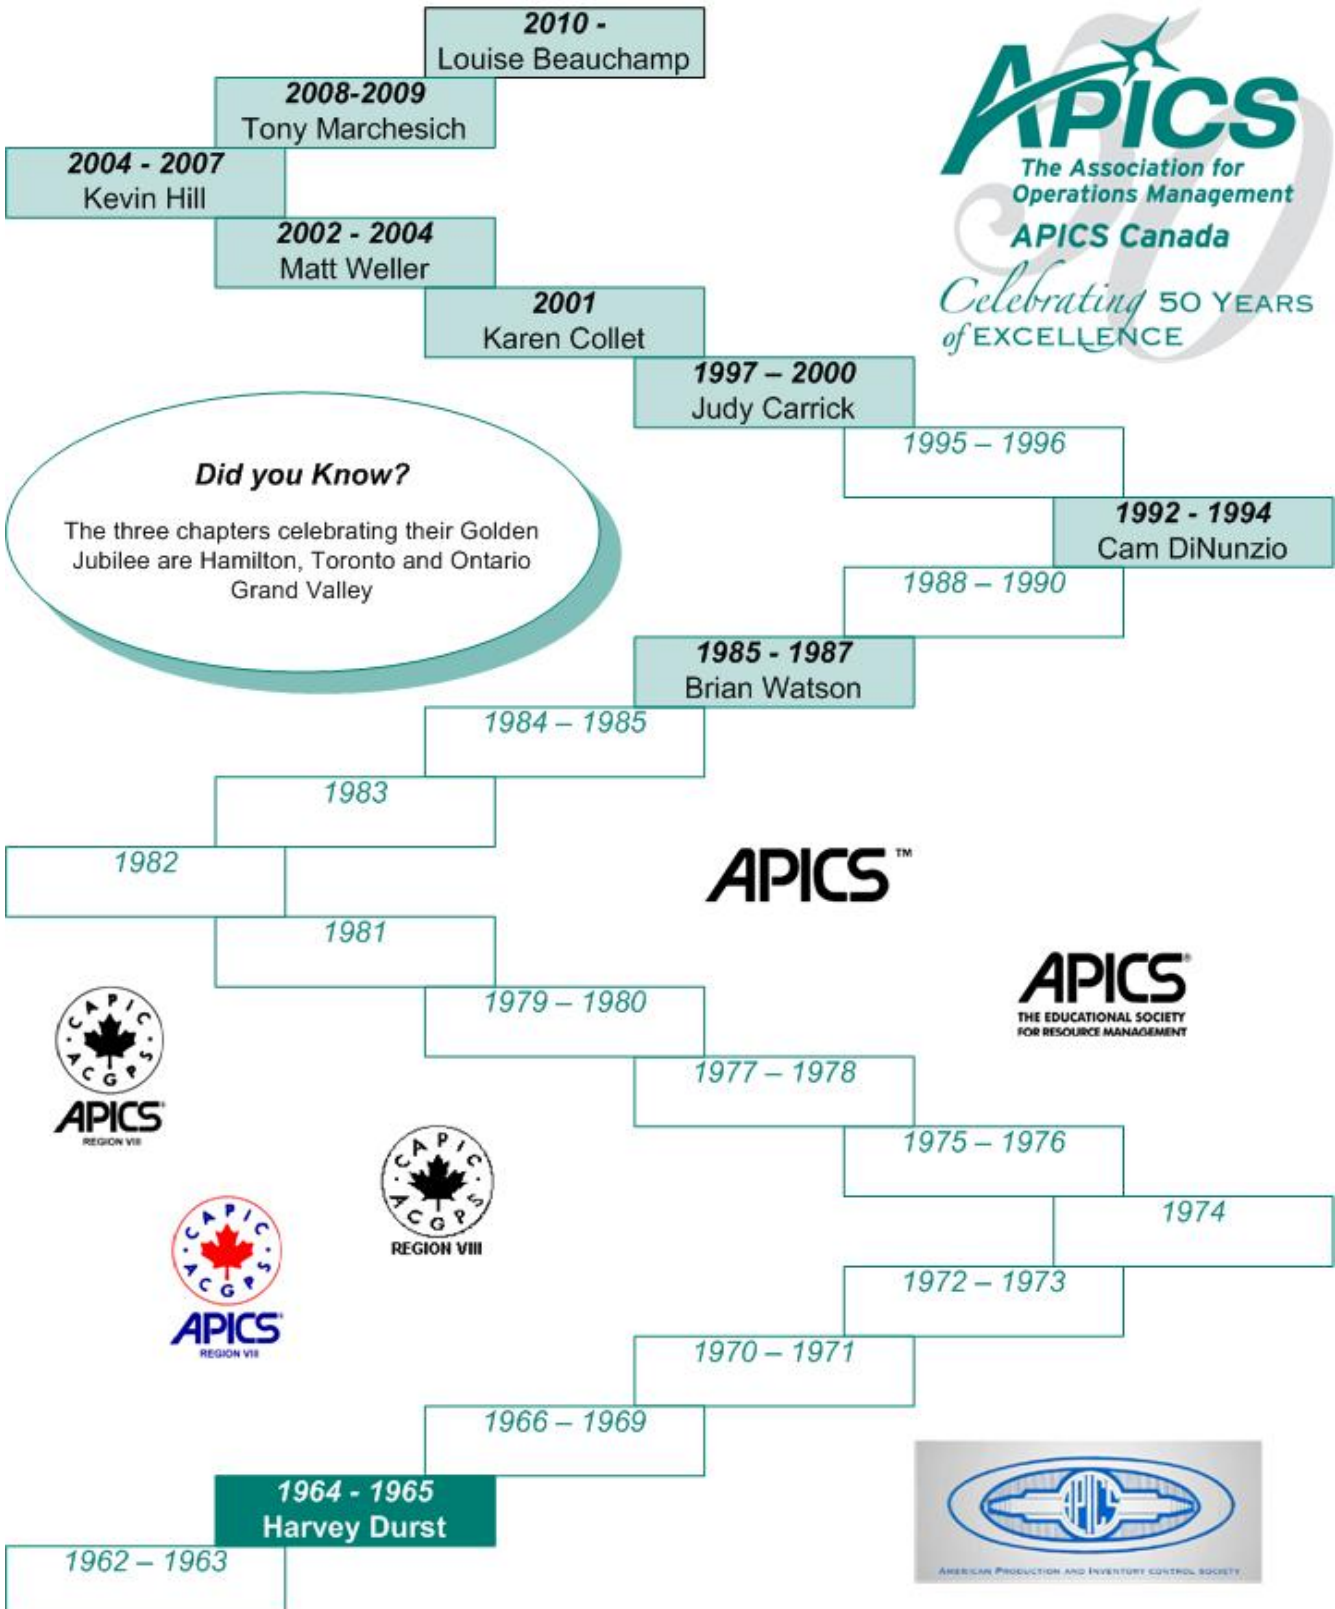 2010 -
Louise Beauchamp
2008-2009
Tony Marchesich
2004 - 2007
Kevin Hill
2002 - 2004
Matt Weller
2001
Karen Collet
1997 – 2000
Judy Carrick
1995 – 1996
1992 - 1994
Cam DiNunzio
1988 – 1990
1985 - 1987
Brian Watson
1984 – 1985
1983
1982
1981
1979 – 1980
1977 – 1978
1975 – 1976
1974
1972 – 1973
1970 – 1971
1966 – 1969
1964 - 1965
Harvey Durst
1962 – 1963
50
APICS
The Association for
Operations Management
APICS Canada
Celebrating 50 YEARS
of EXCELLENCE
Did you Know?
The three chapters celebrating their Golden
Jubilee are Hamilton, Toronto and Ontario
Grand Valley
APICS™
APICS®
THE EDUCATIONAL SOCIETY
FOR RESOURCE MANAGEMENT
· CAPIC ·
ACGPS
APICS®
REGION VIII
· CAPIC ·
ACGPS
REGION VIII
· CAPIC ·
ACGPS
APICS®
REGION VIII
APICS
AMERICAN PRODUCTION AND INVENTORY CONTROL SOCIETY